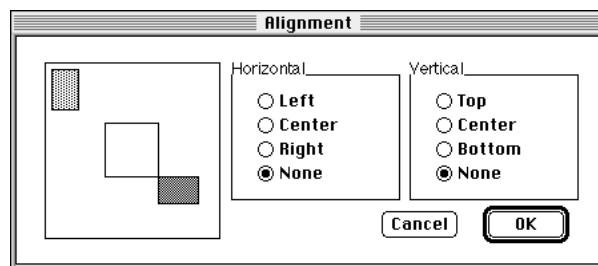 Alignment
Horizontal
Left
Center
Right
None
Vertical
Top
Center
Bottom
None
Cancel
OK